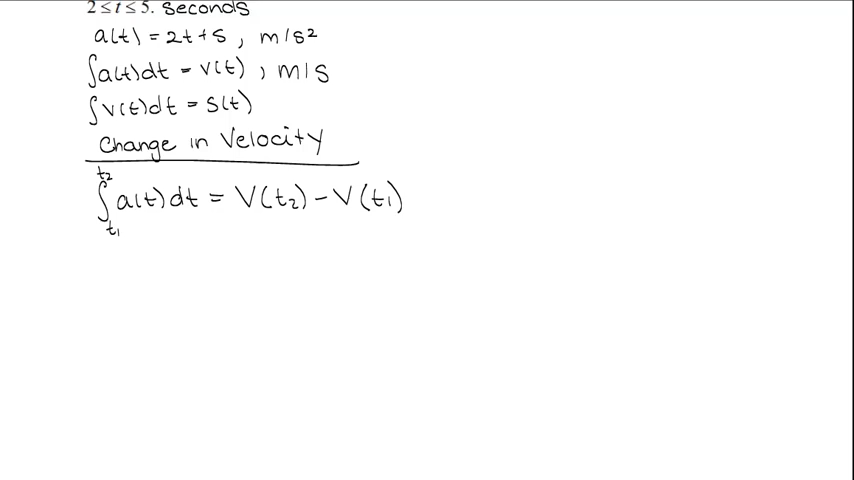 2 ≤ t ≤ 5. seconds
a(t) = 2t+5 , m/s²
∫a(t)dt = v(t) , m/s
∫v(t)dt = s(t)
Change in Velocity
∫_{t1}^{t2} a(t)dt = V(t2) - V(t1)